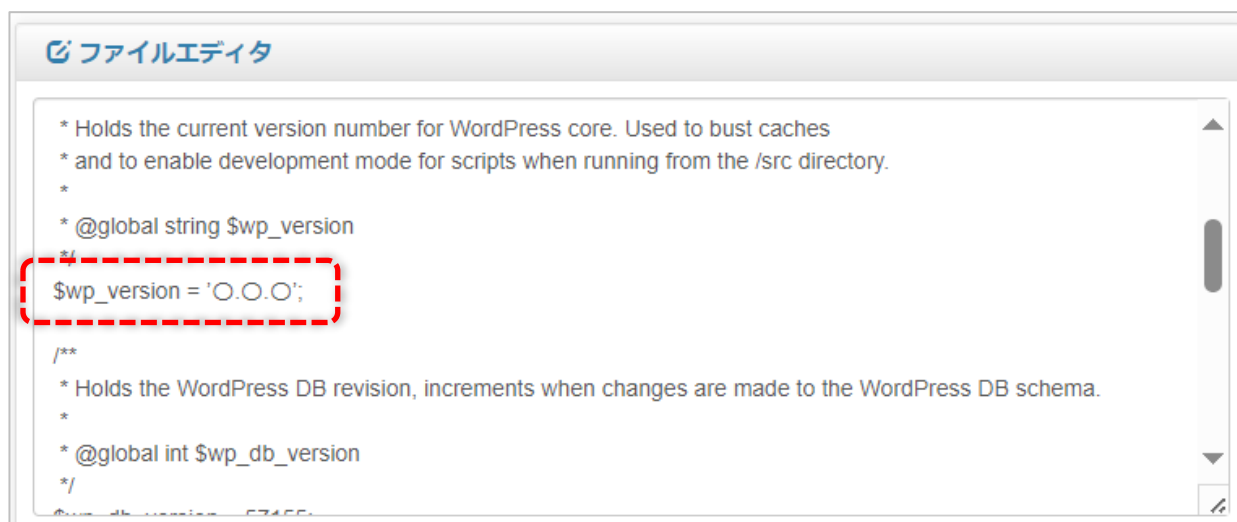 ファイルエディタ
* Holds the current version number for WordPress core. Used to bust caches
* and to enable development mode for scripts when running from the /src directory.
*
* @global string $wp_version
*/
$wp_version = '〇.〇.〇';
/**
* Holds the WordPress DB revision, increments when changes are made to the WordPress DB schema.
*
* @global int $wp_db_version
*/
$wp_db_version = 57155;